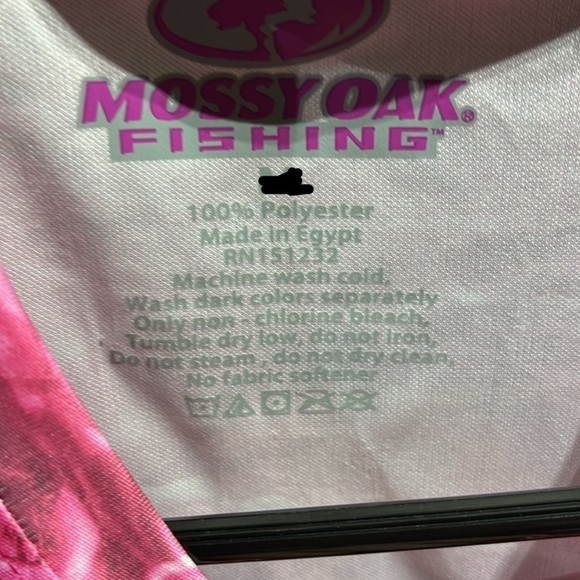 MOSSY OAK®
FISHING™
100% Polyester
Made in Egypt
RN151232
Machine wash cold,
Wash dark colors separately
Only non - chlorine bleach,
Tumble dry low, do not iron,
Do not steam , do not dry clean,
No fabric softener